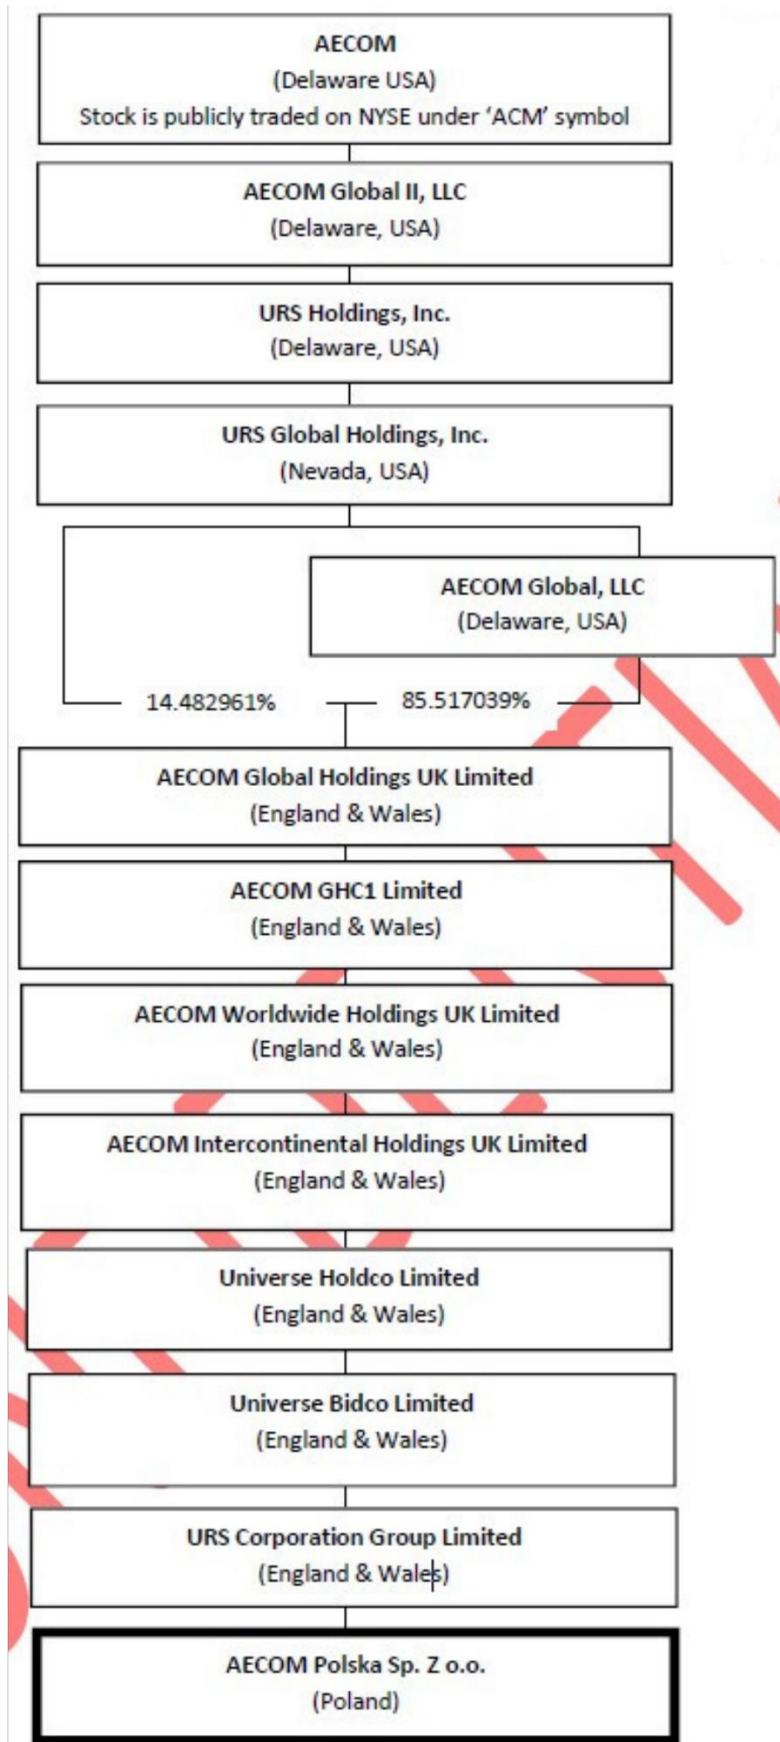 AECOM
(Delaware USA)
Stock is publicly traded on NYSE under ‘ACM’ symbol
AECOM Global II, LLC
(Delaware, USA)
URS Holdings, Inc.
(Delaware, USA)
URS Global Holdings, Inc.
(Nevada, USA)
AECOM Global, LLC
(Delaware, USA)
14.482961%
85.517039%
AECOM Global Holdings UK Limited
(England & Wales)
AECOM GHC1 Limited
(England & Wales)
AECOM Worldwide Holdings UK Limited
(England & Wales)
AECOM Intercontinental Holdings UK Limited
(England & Wales)
Universe Holdco Limited
(England & Wales)
Universe Bidco Limited
(England & Wales)
URS Corporation Group Limited
(England & Wales)
AECOM Polska Sp. Z o.o.
(Poland)